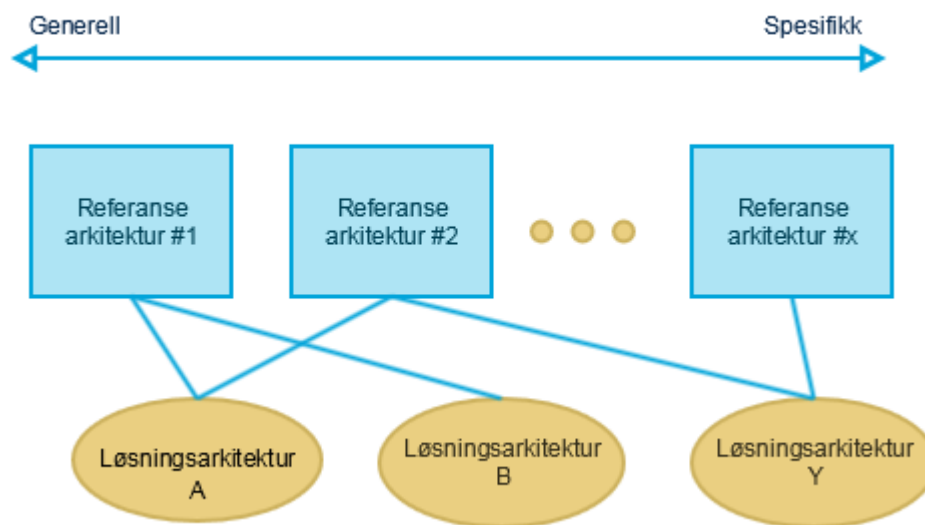 Generell
Spesifikk
Referanse
arkitektur #1
Referanse
arkitektur #2
Referanse
arkitektur #x
Løsningsarkitektur
A
Løsningsarkitektur
B
Løsningsarkitektur
Y